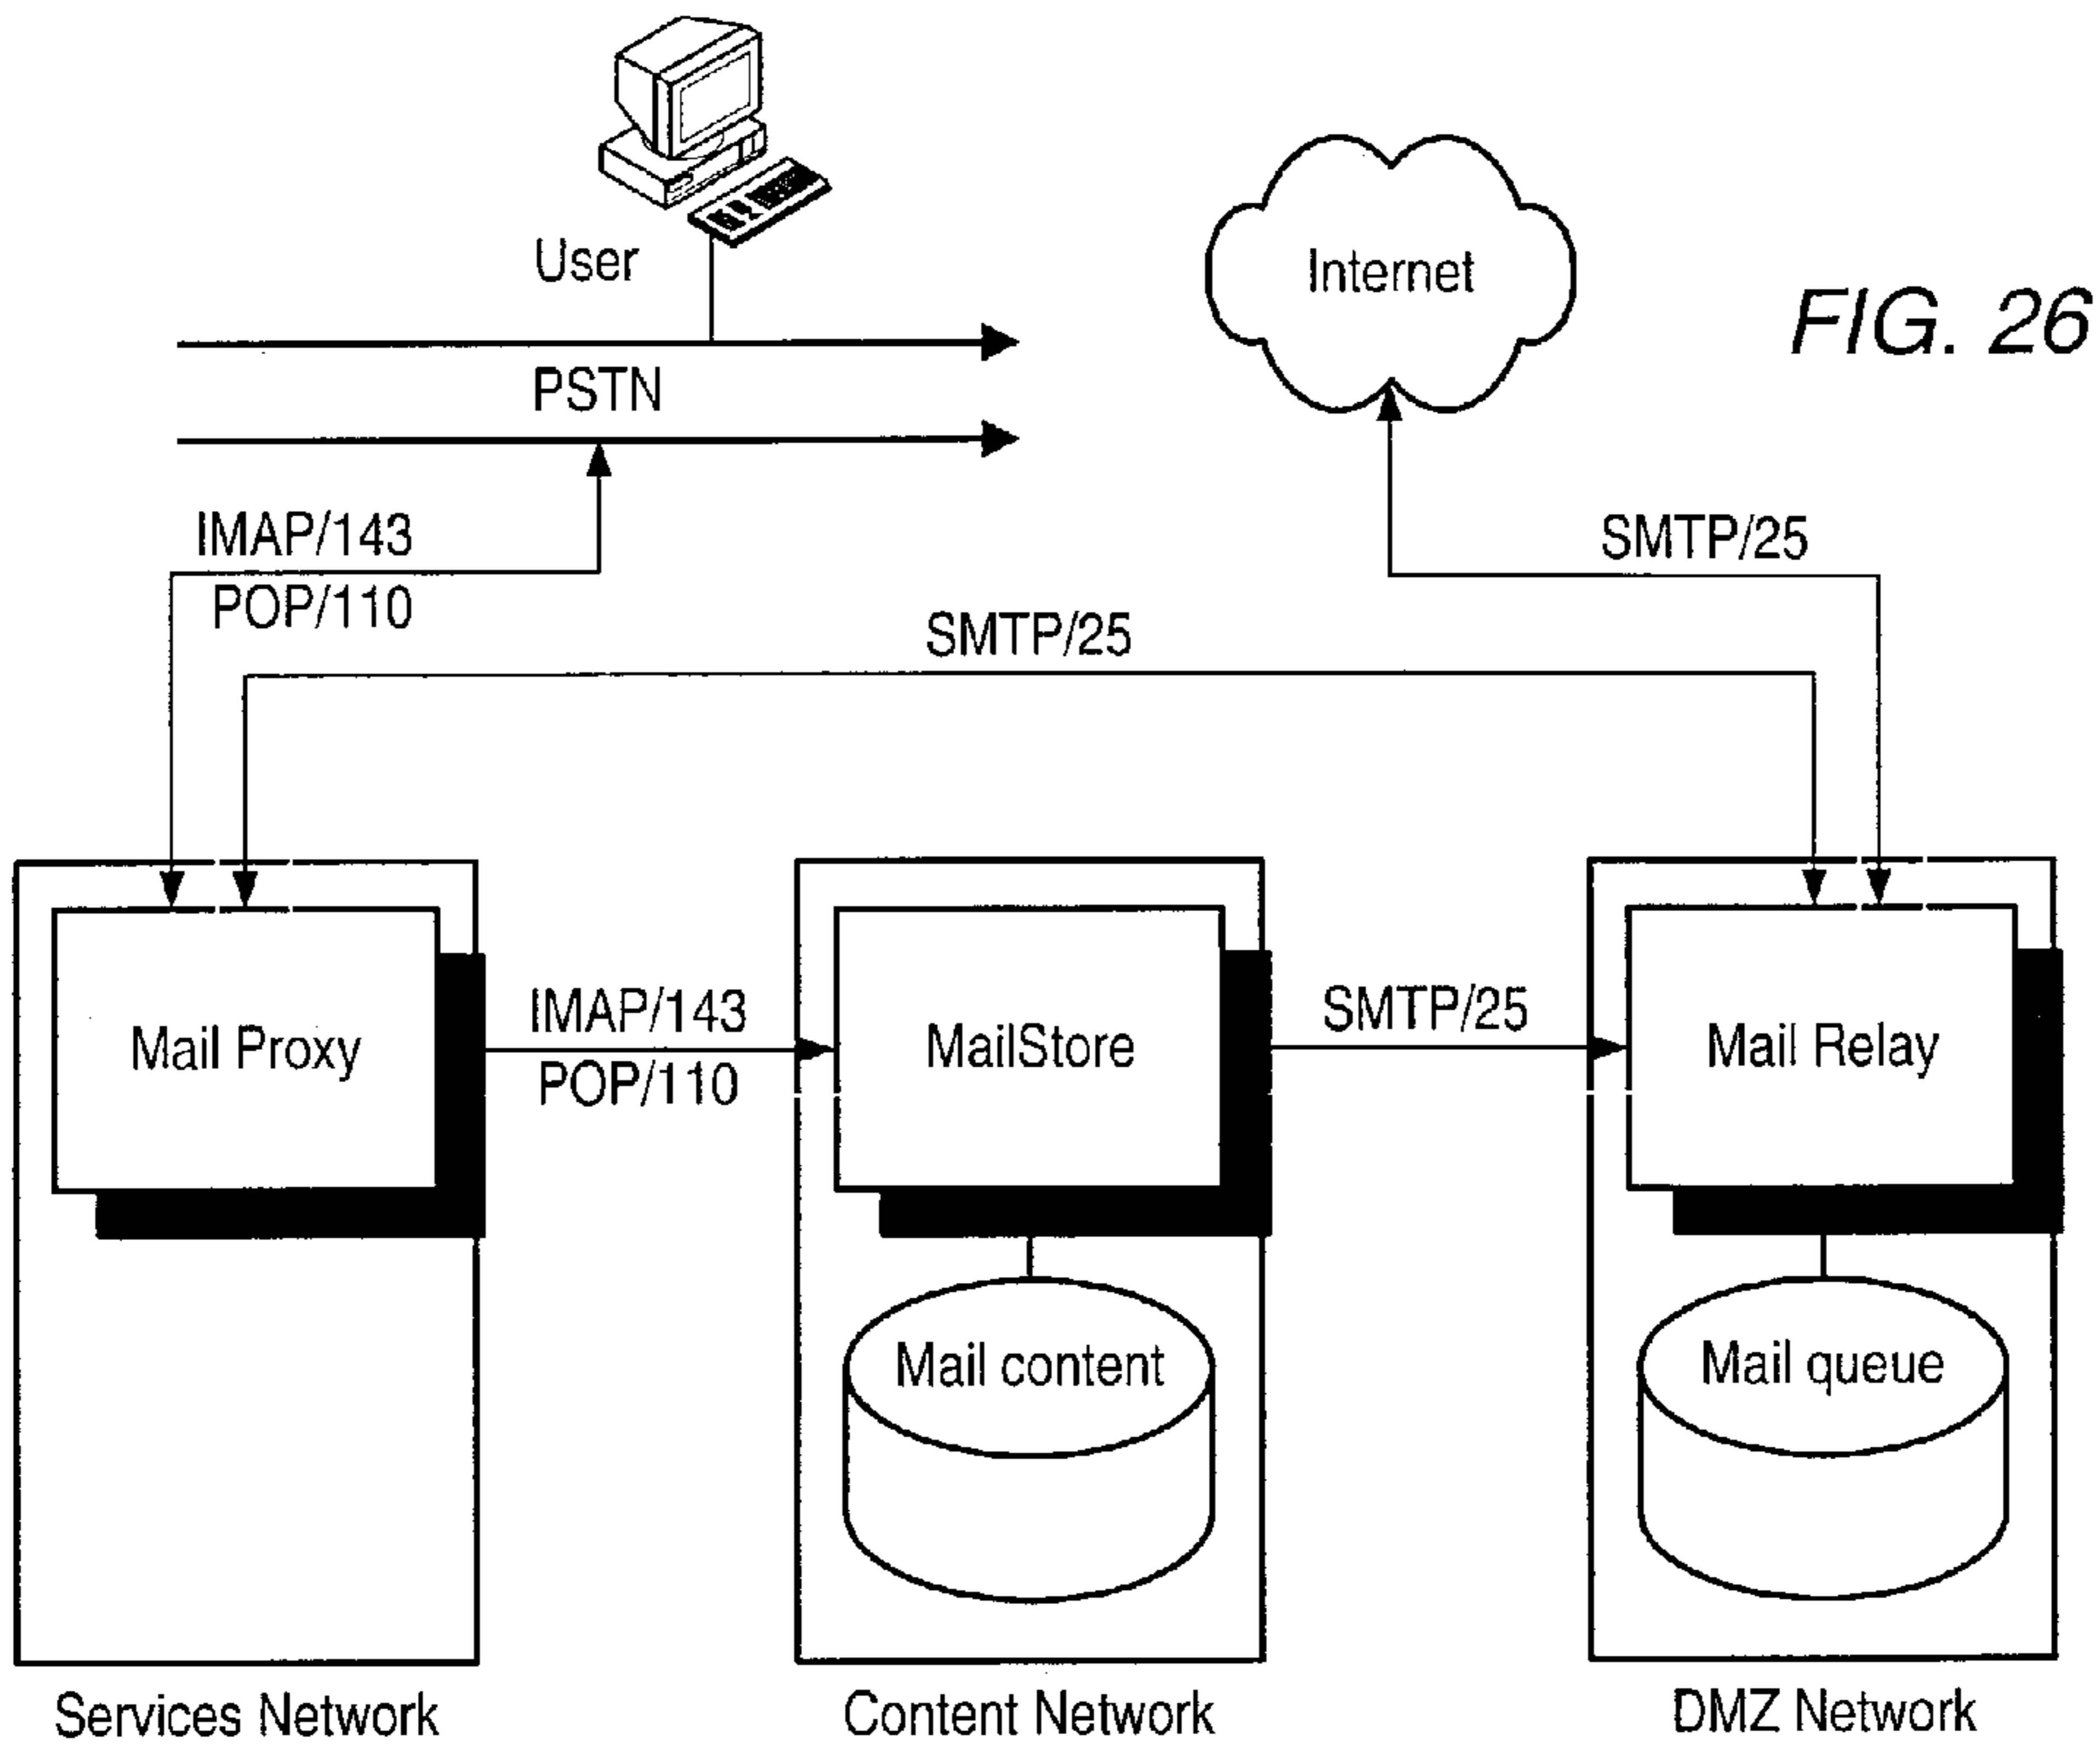 User
Internet
FIG. 26
PSTN
IMAP/143
POP/110
SMTP/25
SMTP/25
Mail Proxy
IMAP/143
POP/110
MailStore
SMTP/25
Mail Relay
Mail content
Mail queue
Services Network
Content Network
DMZ Network